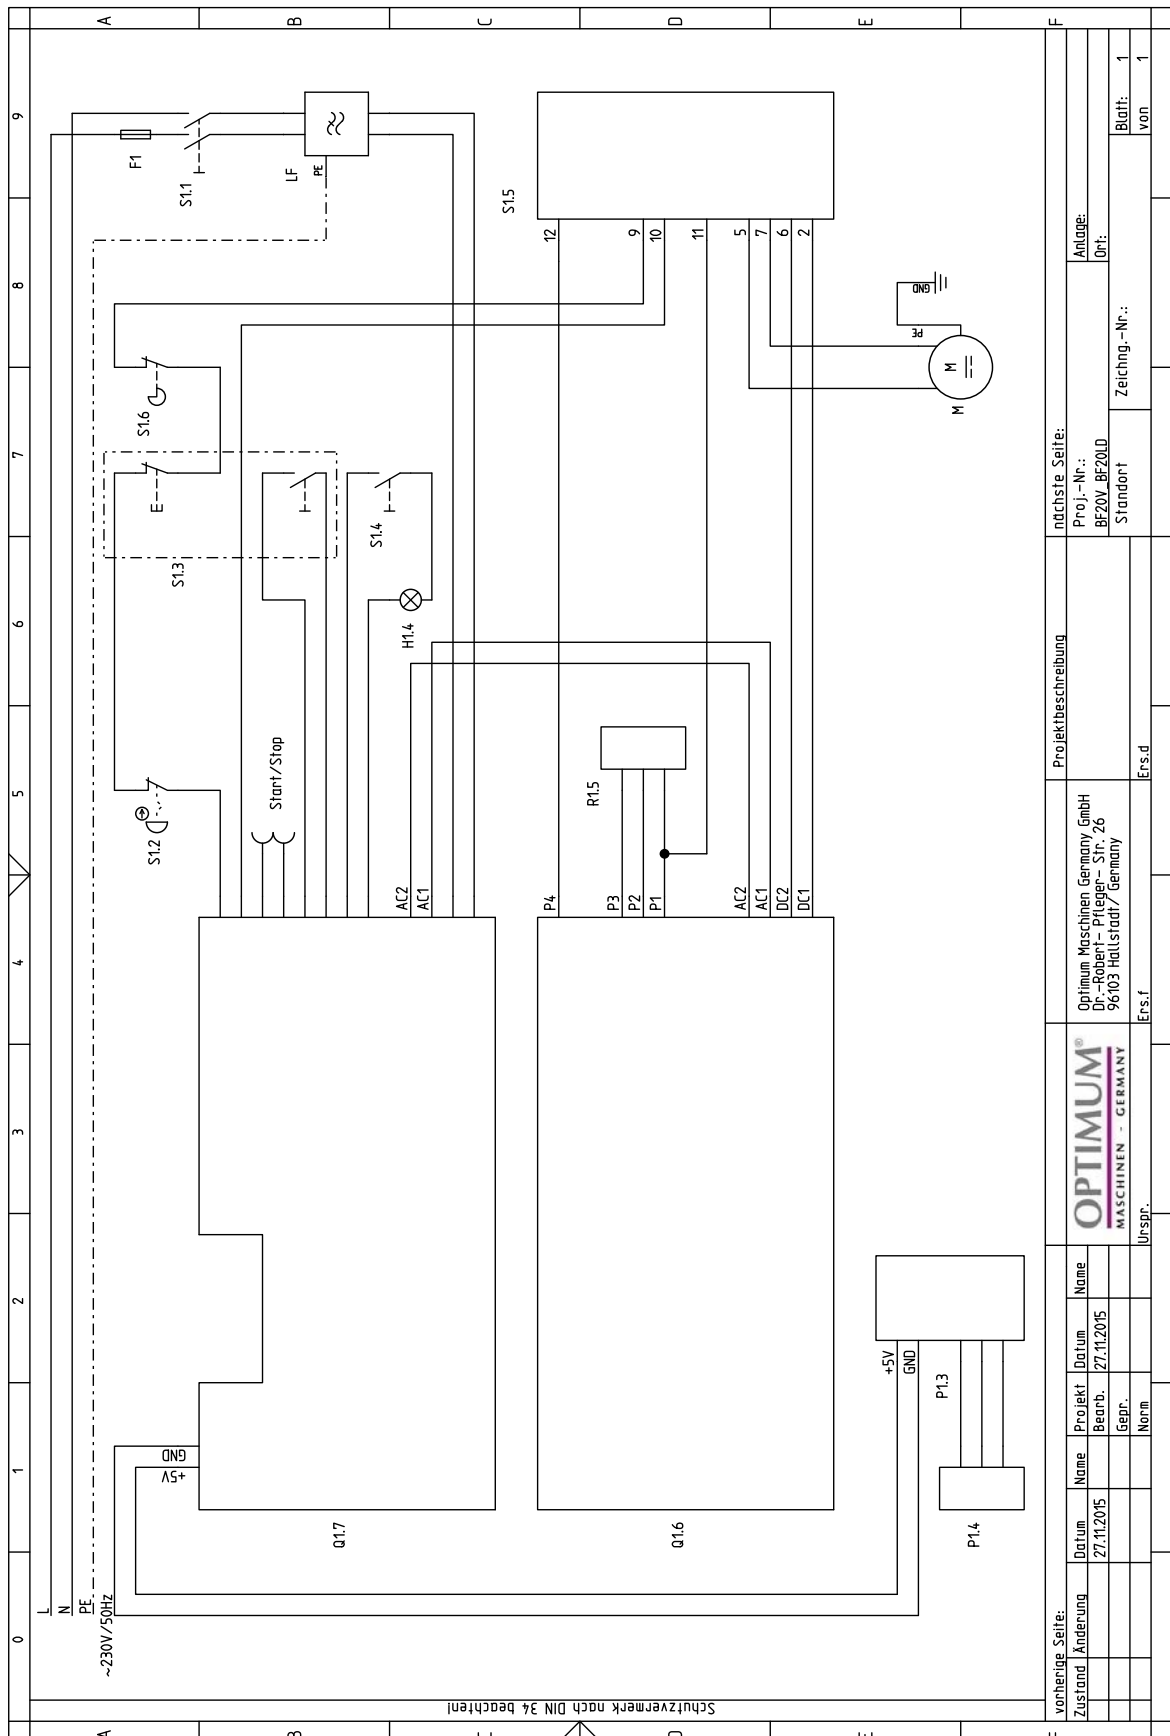 0 1 2 3 4 5 6 7 8 9
A
B
C
D
E
F
A
B
E
Schutzvermerk nach DIN 34 beachten!
L
N
PE
~230V/50Hz
F1
S1.1
LF
PE
S1.2
S1.3
S1.6
S1.4
H1.4
Start/Stop
GND
+5V
AC2
AC1
Q1.7
S1.5
12
9
10
11
5
7
6
2
R1.5
P4
P3
P2
P1
AC2
AC1
DC2
DC1
Q1.6
GND
PE
M
M
+5V
GND
P1.3
P1.4
vorherige Seite:
nächste Seite:
Zustand Änderung Datum Name
27.11.2015
Projekt Datum Name
Bearb. 27.11.2015
Gepr.
Norm
Urspr.
Ers.f
Ers.d
OPTIMUM®
MASCHINEN - GERMANY
Optimum Maschinen Germany GmbH
Dr.-Robert- Pfleger- Str. 26
96103 Hallstadt/ Germany
Projektbeschreibung
Proj.-Nr.:
BF20V_BF20LD
Standort
Zeichng.-Nr.:
Anlage:
Ort:
Blatt: 1
von 1